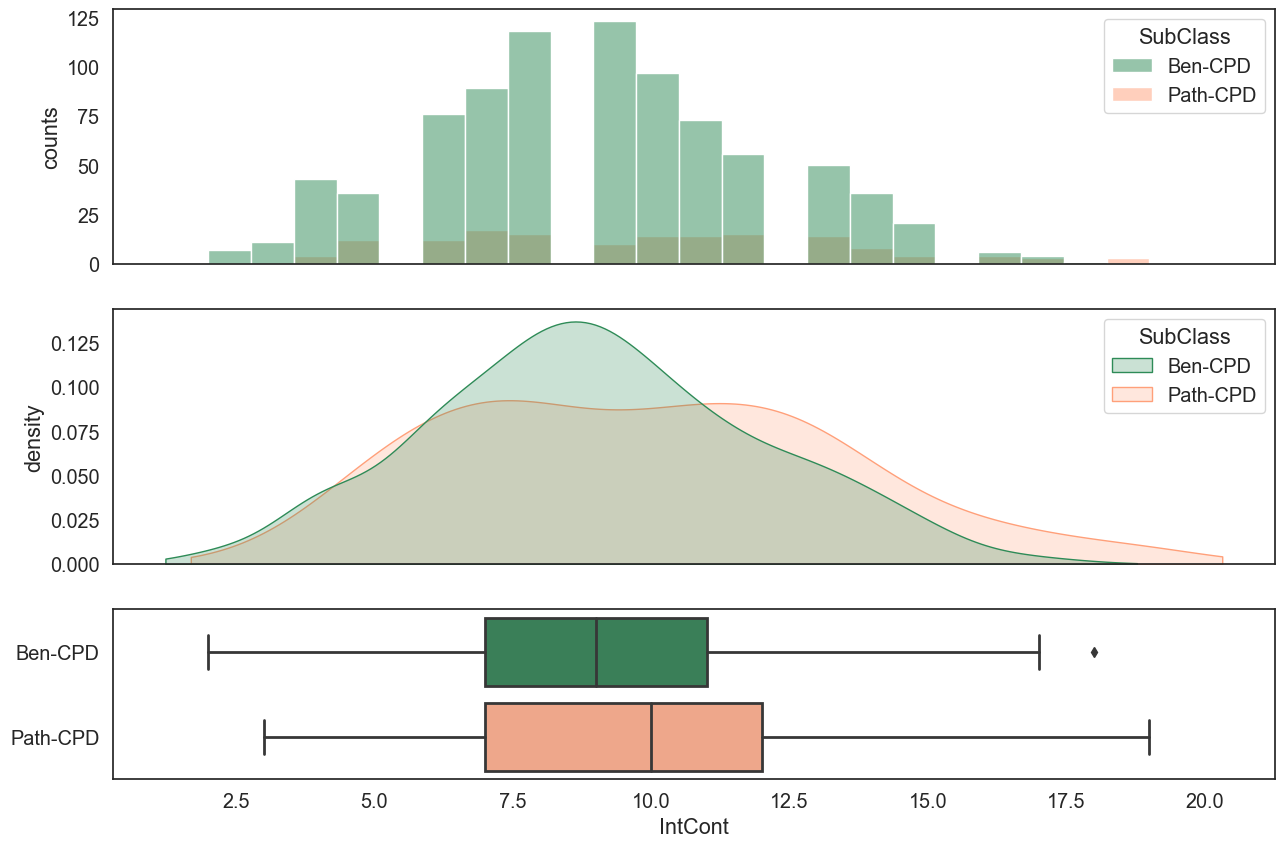 125
100
75
50
25
0
counts
SubClass
Ben-CPD
Path-CPD
0.125
0.100
0.075
0.050
0.025
0.000
density
SubClass
Ben-CPD
Path-CPD
Ben-CPD
Path-CPD
2.5 5.0 7.5 10.0 12.5 15.0 17.5 20.0
IntCont